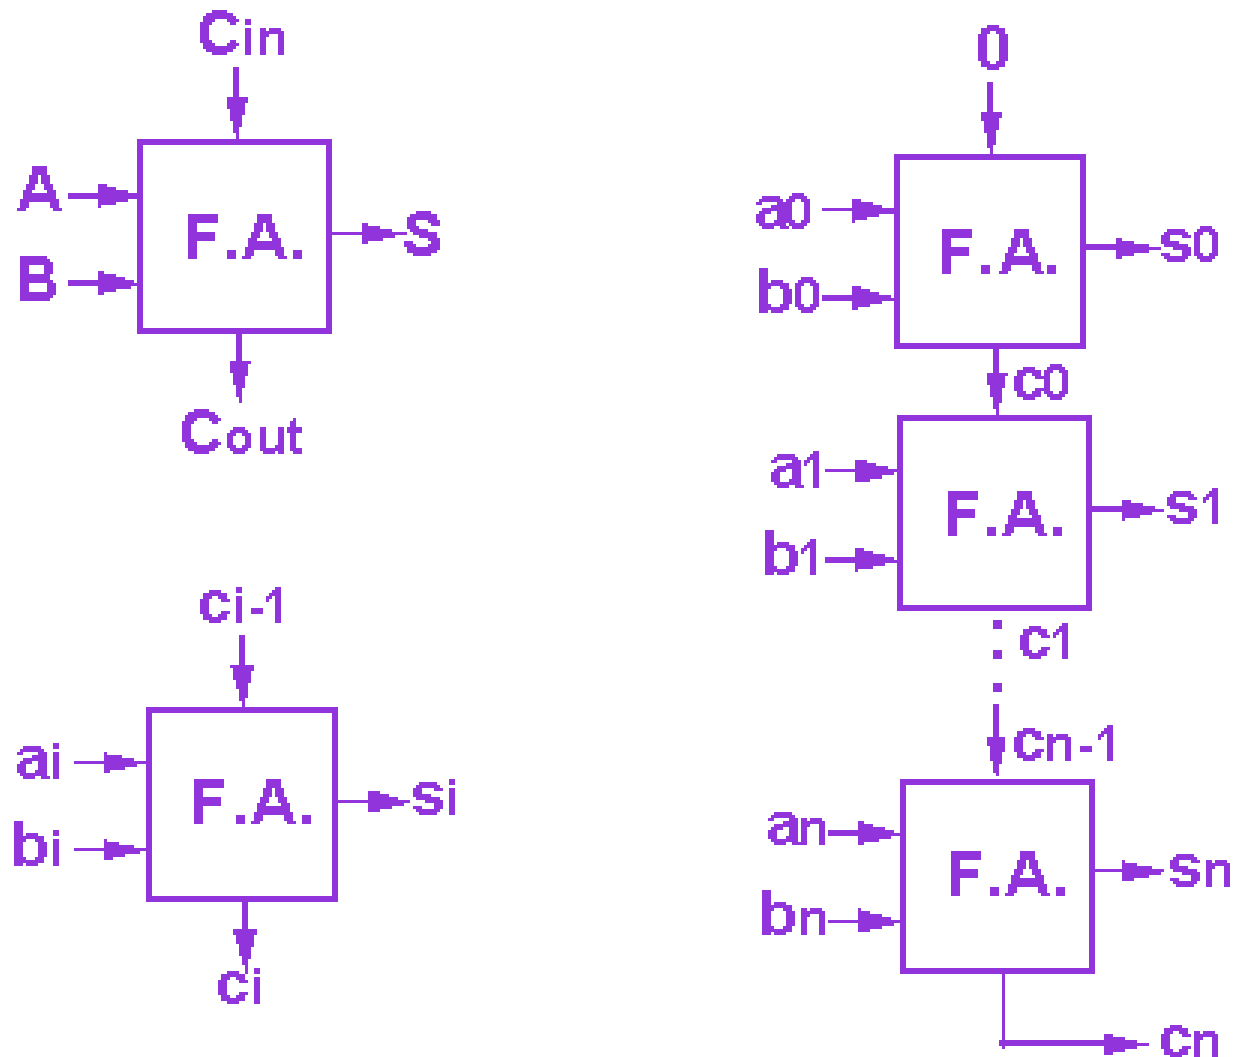 Cin
A
F.A.
S
B
Cout
ci-1
ai
F.A.
si
bi
ci
0
a0
F.A.
s0
b0
c0
a1
F.A.
s1
b1
c1
cn-1
an
F.A.
sn
bn
cn